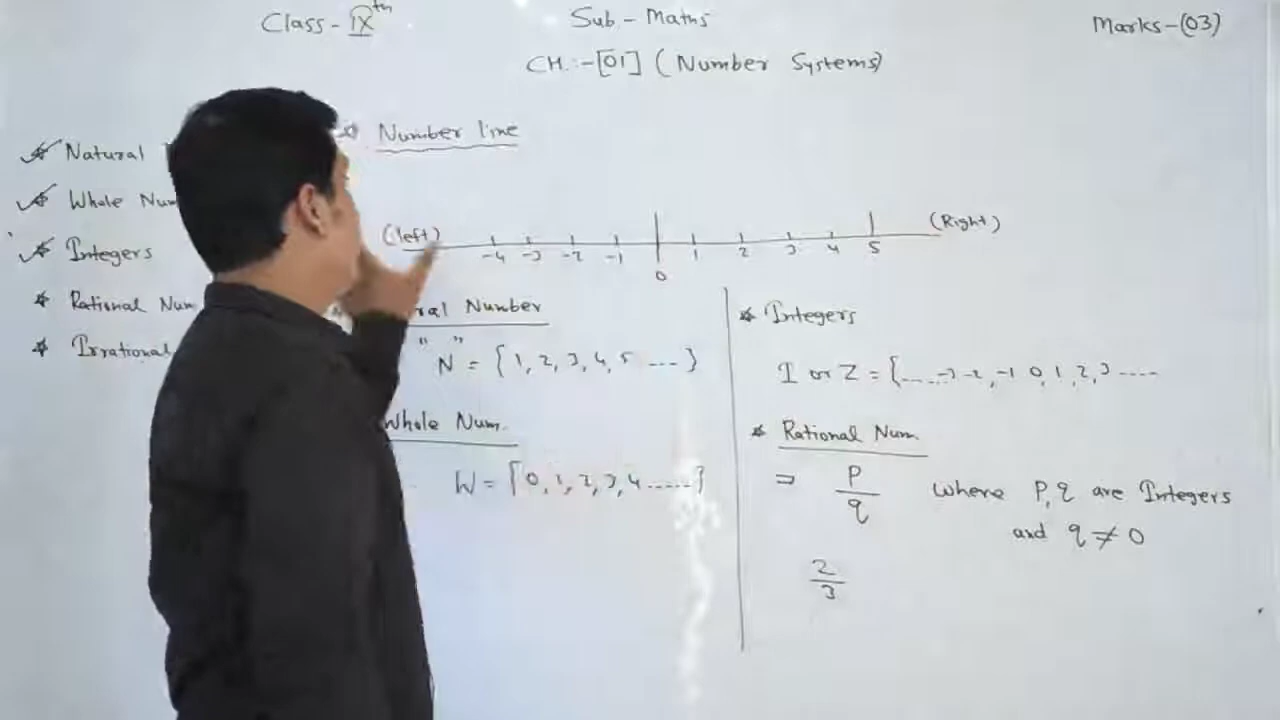 Class - IXth
Sub. - Maths
Marks - (03)
CH. :- [01] (Number Systems)
Natural
Whole Num
Integers
Rational Num
Irrational
Number line
(left)
(Right)
-4 -3 -2 -1 0 1 2 3 4 5
ral Number
" "
N = { 1, 2, 3, 4, 5 ---- }
Whole Num.
W = { 0, 1, 2, 3, 4 ..... }
* Integers
I or Z = { ...... -3 -2, -1 0, 1, 2, 3 .....
* Rational Num.
⇒ P/q where P, q are Integers
and q ≠ 0
2/3